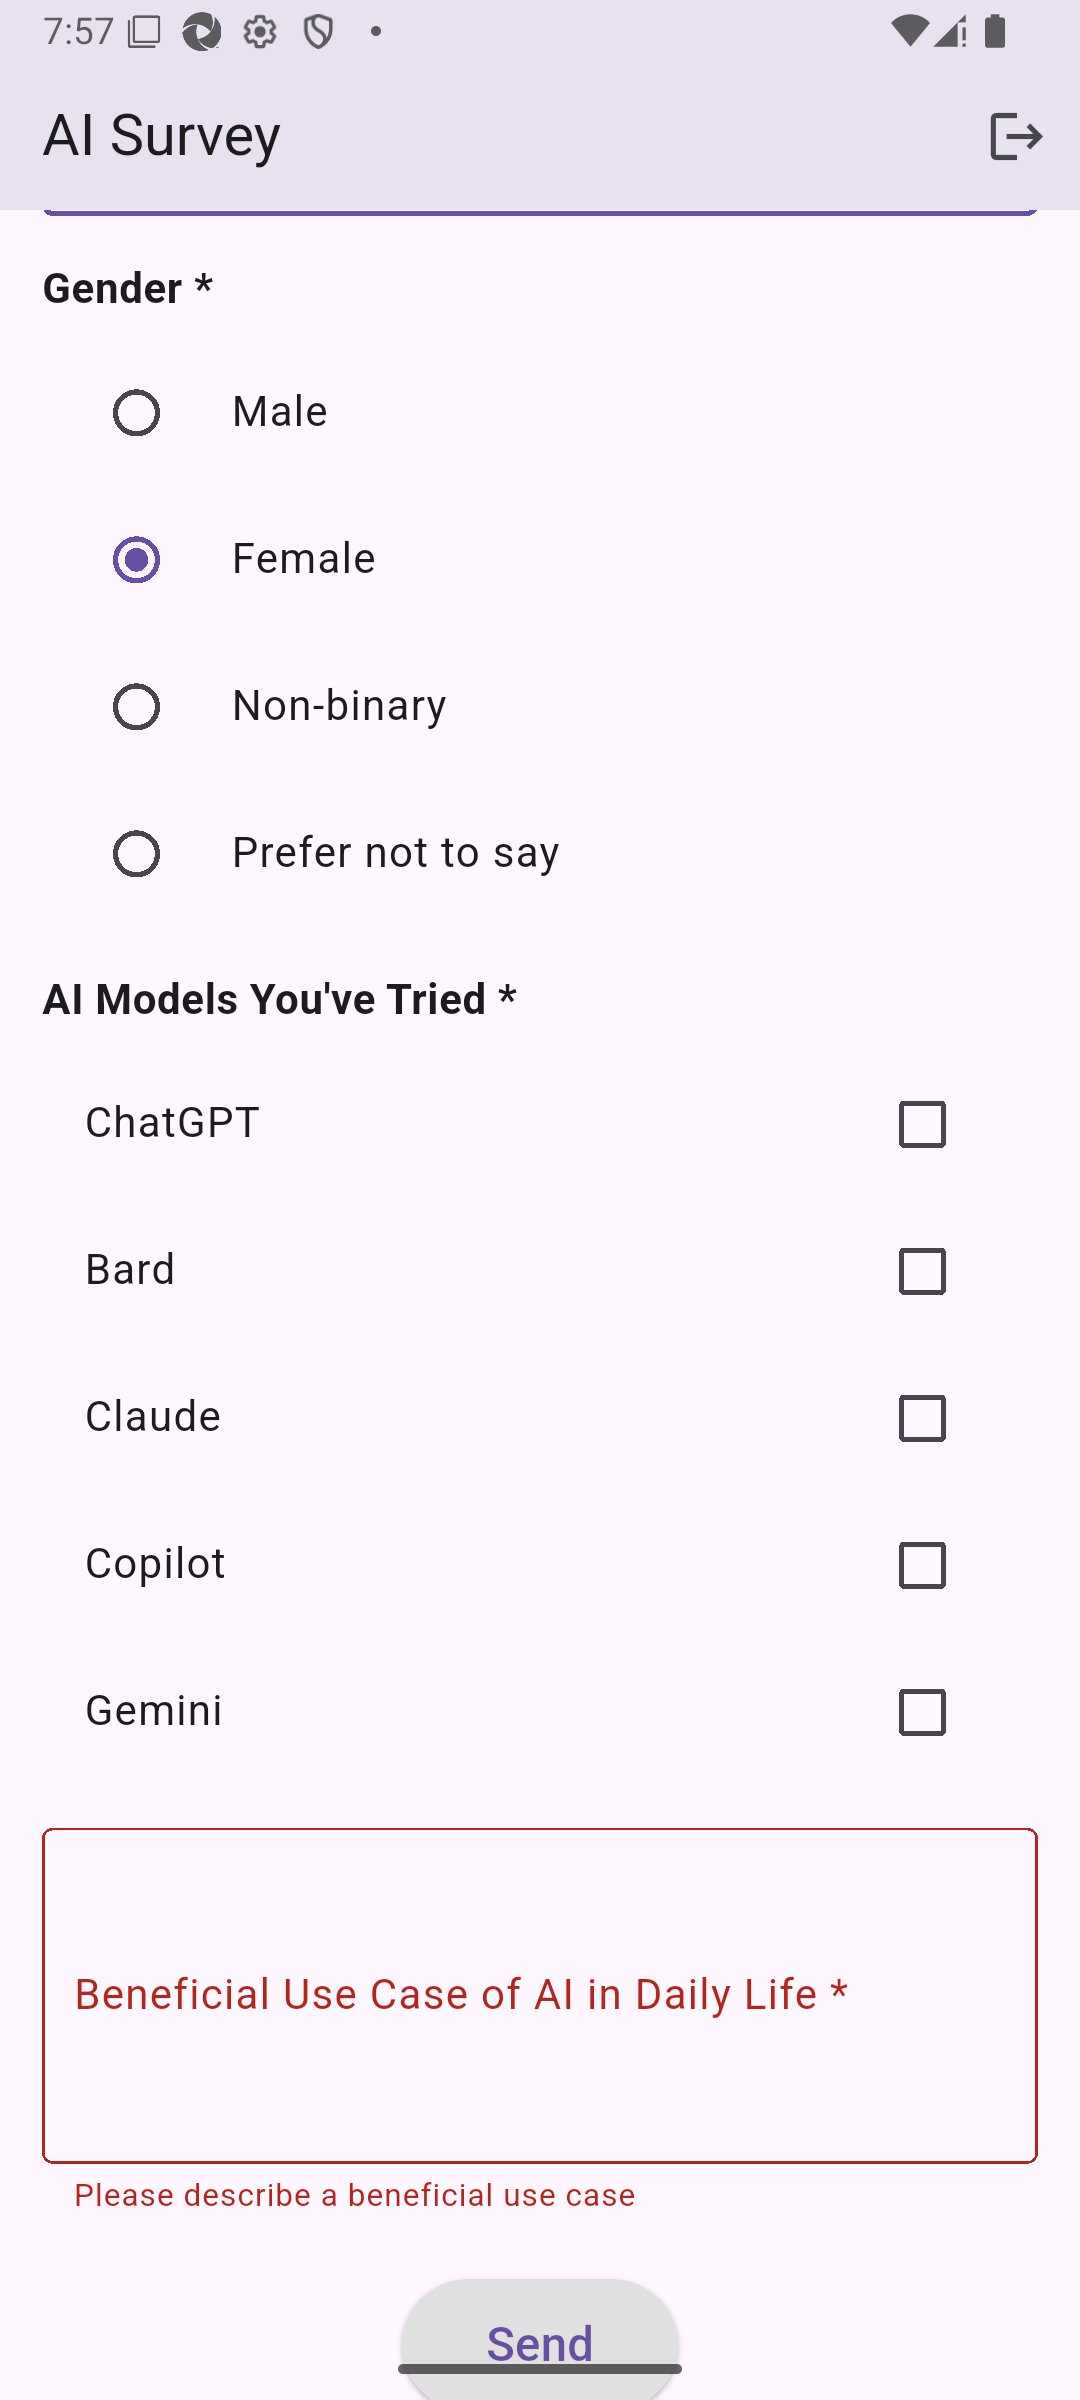 7:57
AI Survey
Gender *
Male
Female
Non-binary
Prefer not to say
AI Models You've Tried *
ChatGPT
Bard
Claude
Copilot
Gemini
Beneficial Use Case of AI in Daily Life *
Please describe a beneficial use case
Send